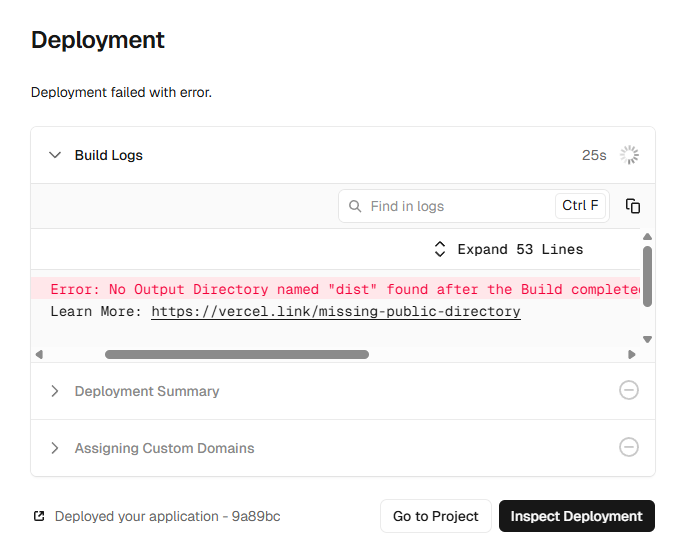 Deployment
Deployment failed with error.
Build Logs 25s
Find in logs Ctrl F
Expand 53 Lines
Error: No Output Directory named "dist" found after the Build completed
Learn More: https://vercel.link/missing-public-directory
Deployment Summary
Assigning Custom Domains
Deployed your application - 9a89bc Go to Project Inspect Deployment